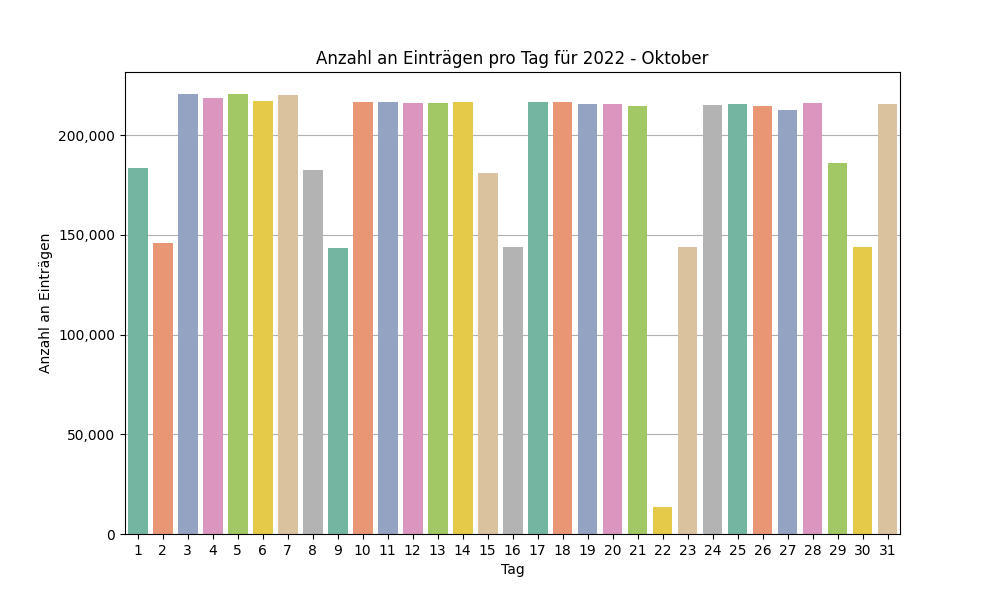 Anzahl an Einträgen pro Tag für 2022 - Oktober
Anzahl an Einträgen
200,000
150,000
100,000
50,000
0
1 2 3 4 5 6 7 8 9 10 11 12 13 14 15 16 17 18 19 20 21 22 23 24 25 26 27 28 29 30 31
Tag